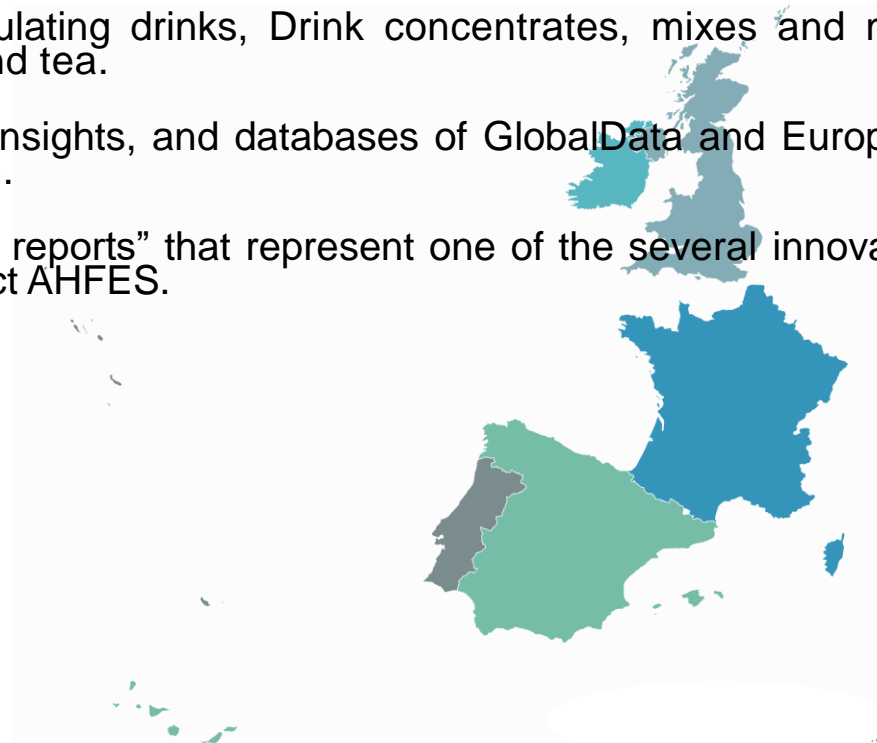 ulating drinks, Drink concentrates, mixes and
nd tea.
nsights, and databases of GlobalData and Europ
.
reports” that represent one of the several innova
ct AHFES.